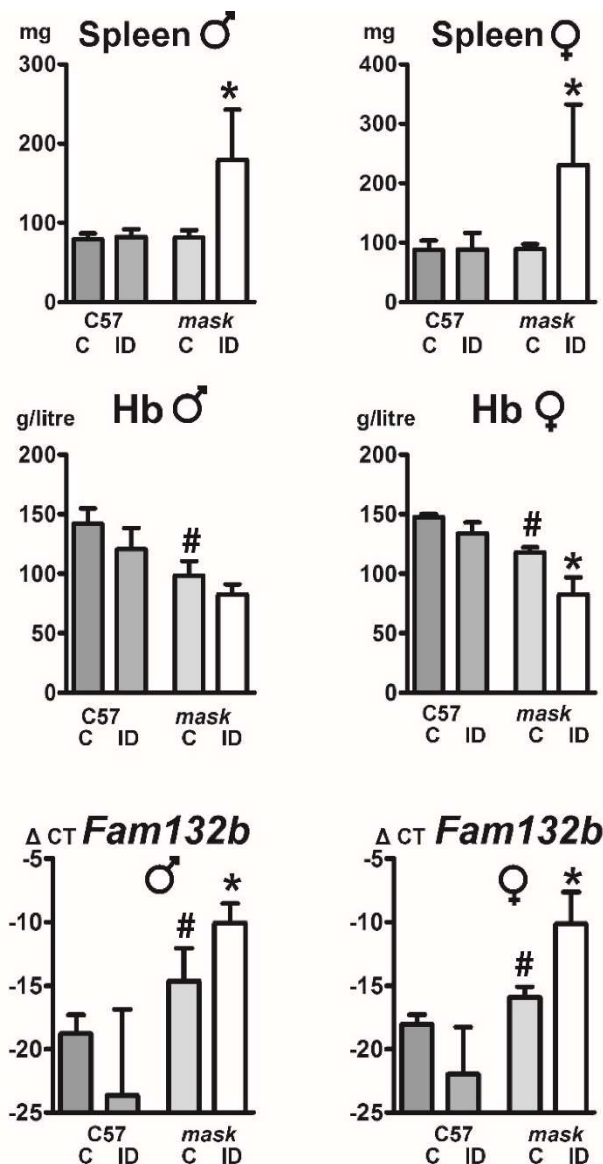 mg Spleen ♂
300
*
200
100
0
C57 mask
C ID C ID
mg Spleen ♀
400
*
300
200
100
0
C57 mask
C ID C ID
g/litre Hb ♂
200
150
#
100
50
0
C57 mask
C ID C ID
g/litre Hb ♀
200
150
#
*
100
50
0
C57 mask
C ID C ID
Δ CT Fam132b
♂
-5
*
-10
#
-15
-20
-25
C57 mask
C ID C ID
Δ CT Fam132b
♀
-5
*
-10
#
-15
-20
-25
C57 mask
C ID C ID